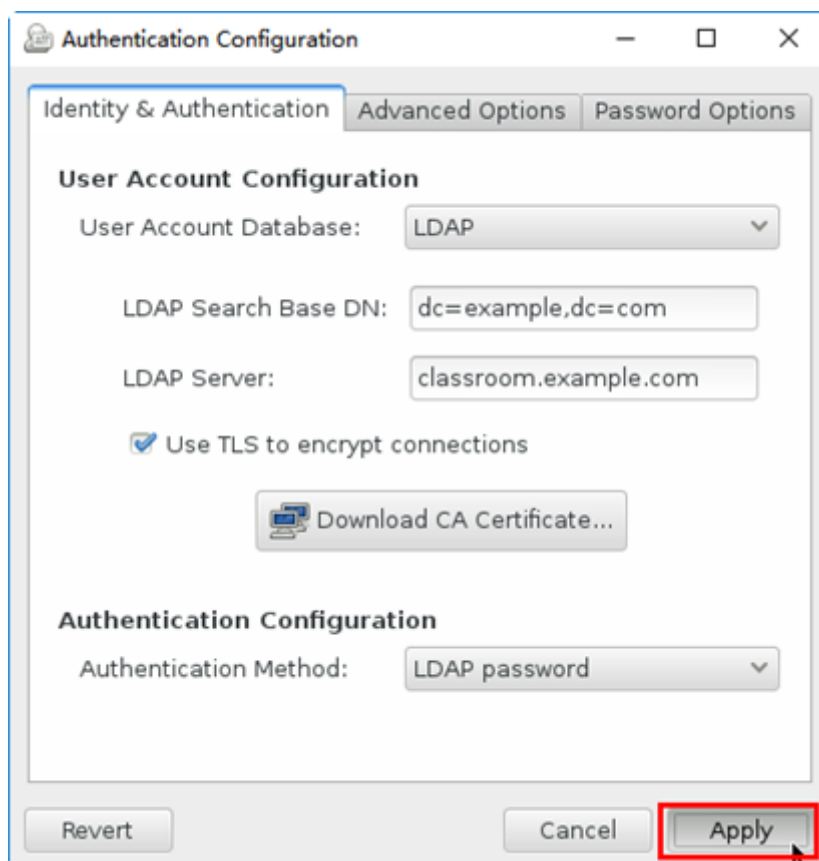 Authentication Configuration
Identity & Authentication Advanced Options Password Options
User Account Configuration
User Account Database: LDAP
LDAP Search Base DN: dc=example,dc=com
LDAP Server: classroom.example.com
Use TLS to encrypt connections
Download CA Certificate...
Authentication Configuration
Authentication Method: LDAP password
Revert Cancel Apply